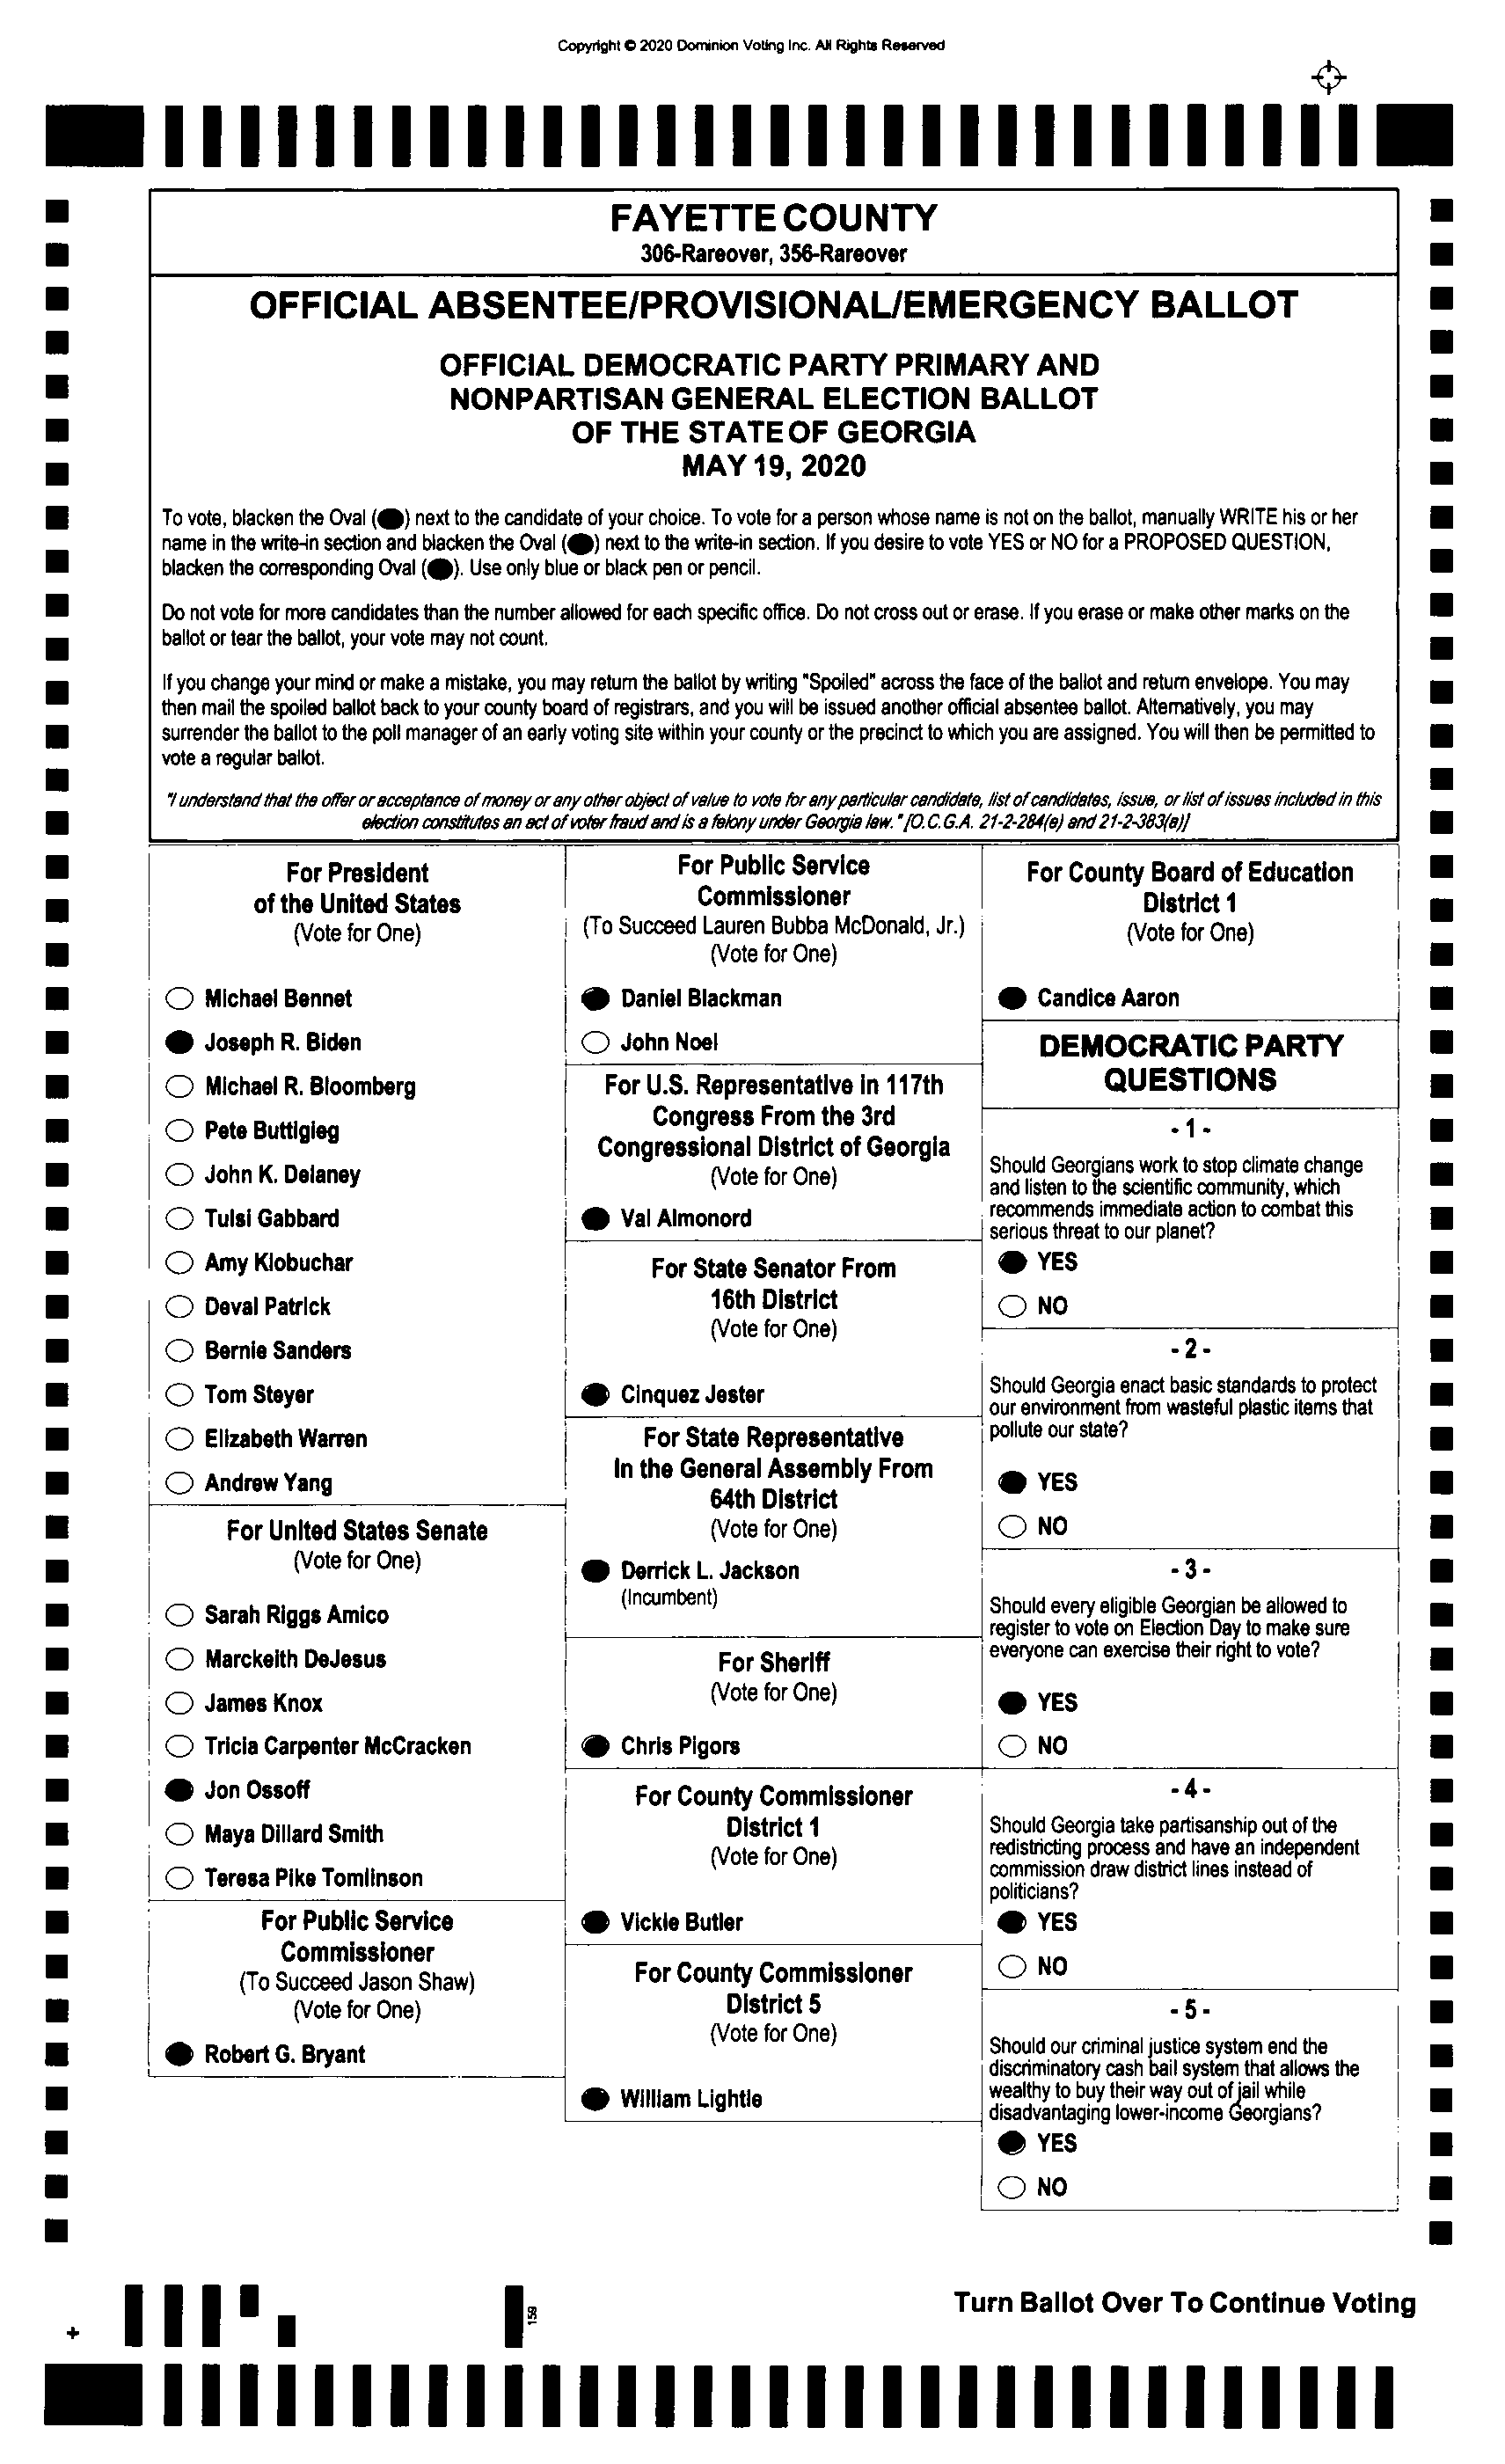 Copyright © 2020 Dominion Voting Inc. All Rights Reserved
FAYETTE COUNTY
306-Rareover, 356-Rareover
OFFICIAL ABSENTEE/PROVISIONAL/EMERGENCY BALLOT
OFFICIAL DEMOCRATIC PARTY PRIMARY AND
NONPARTISAN GENERAL ELECTION BALLOT
OF THE STATE OF GEORGIA
MAY 19, 2020
To vote, blacken the Oval ( ) next to the candidate of your choice. To vote for a person whose name is not on the ballot, manually WRITE his or her
name in the write-in section and blacken the Oval ( ) next to the write-in section. If you desire to vote YES or NO for a PROPOSED QUESTION,
blacken the corresponding Oval ( ). Use only blue or black pen or pencil.
Do not vote for more candidates than the number allowed for each specific office. Do not cross out or erase. If you erase or make other marks on the
ballot or tear the ballot, your vote may not count.
If you change your mind or make a mistake, you may return the ballot by writing "Spoiled" across the face of the ballot and return envelope. You may
then mail the spoiled ballot back to your county board of registrars, and you will be issued another official absentee ballot. Alternatively, you may
surrender the ballot to the poll manager of an early voting site within your county or the precinct to which you are assigned. You will then be permitted to
vote a regular ballot.
"I understand that the offer or acceptance of money or any other object of value to vote for any particular candidate, list of candidates, issue, or list of issues included in this
election constitutes an act of voter fraud and is a felony under Georgia law." [O.C.G.A. 21-2-284(e) and 21-2-383(a)]
For President
of the United States
(Vote for One)
Michael Bennet
Joseph R. Biden
Michael R. Bloomberg
Pete Buttigieg
John K. Delaney
Tulsi Gabbard
Amy Klobuchar
Deval Patrick
Bernie Sanders
Tom Steyer
Elizabeth Warren
Andrew Yang
For United States Senate
(Vote for One)
Sarah Riggs Amico
Marckeith DeJesus
James Knox
Tricia Carpenter McCracken
Jon Ossoff
Maya Dillard Smith
Teresa Pike Tomlinson
For Public Service
Commissioner
(To Succeed Jason Shaw)
(Vote for One)
Robert G. Bryant
For Public Service
Commissioner
(To Succeed Lauren Bubba McDonald, Jr.)
(Vote for One)
Daniel Blackman
John Noel
For U.S. Representative in 117th
Congress From the 3rd
Congressional District of Georgia
(Vote for One)
Val Almonord
For State Senator From
16th District
(Vote for One)
Cinquez Jester
For State Representative
In the General Assembly From
64th District
(Vote for One)
Derrick L. Jackson
(Incumbent)
For Sheriff
(Vote for One)
Chris Pigors
For County Commissioner
District 1
(Vote for One)
Vickie Butler
For County Commissioner
District 5
(Vote for One)
William Lightle
For County Board of Education
District 1
(Vote for One)
Candice Aaron
DEMOCRATIC PARTY
QUESTIONS
- 1 -
Should Georgians work to stop climate change
and listen to the scientific community, which
recommends immediate action to combat this
serious threat to our planet?
YES
NO
- 2 -
Should Georgia enact basic standards to protect
our environment from wasteful plastic items that
pollute our state?
YES
NO
- 3 -
Should every eligible Georgian be allowed to
register to vote on Election Day to make sure
everyone can exercise their right to vote?
YES
NO
- 4 -
Should Georgia take partisanship out of the
redistricting process and have an independent
commission draw district lines instead of
politicians?
YES
NO
- 5 -
Should our criminal justice system end the
discriminatory cash bail system that allows the
wealthy to buy their way out of jail while
disadvantaging lower-income Georgians?
YES
NO
159
Turn Ballot Over To Continue Voting
+